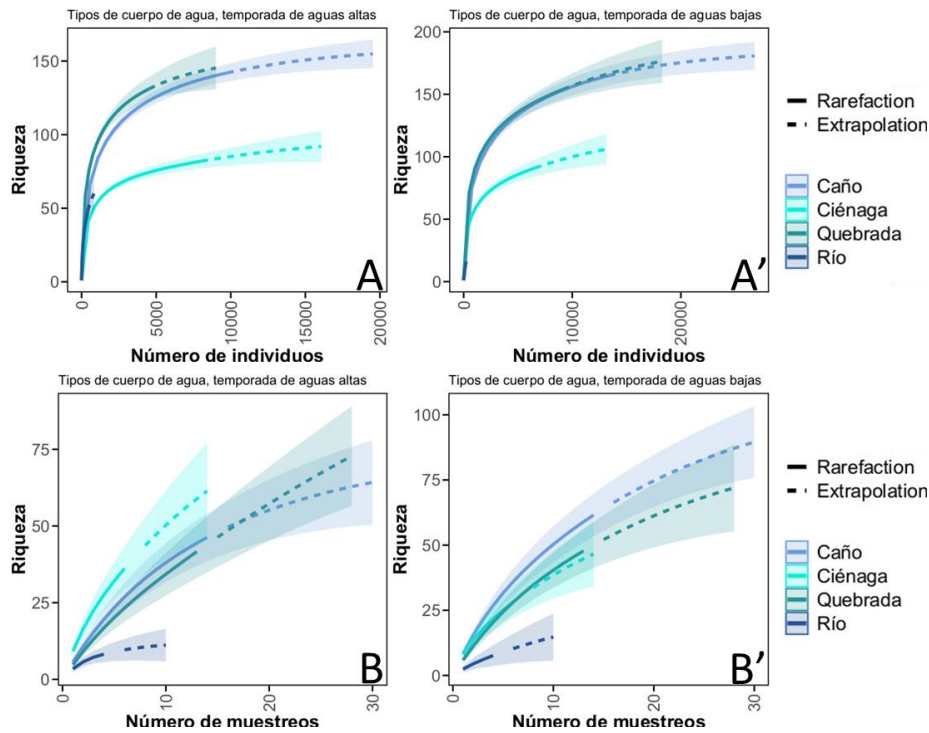 Tipos de cuerpo de agua, temporada de aguas altas
Riqueza
150
100
50
0
0
5000
10000
15000
20000
Número de individuos
A
Tipos de cuerpo de agua, temporada de aguas bajas
Riqueza
200
150
100
50
0
0
10000
20000
Número de individuos
A’
Rarefaction
Extrapolation
Caño
Ciénaga
Quebrada
Río
Tipos de cuerpo de agua, temporada de aguas altas
Riqueza
75
50
25
0
0
10
20
30
Número de muestreos
B
Tipos de cuerpo de agua, temporada de aguas bajas
Riqueza
100
75
50
25
0
0
10
20
30
Número de muestreos
B’
Rarefaction
Extrapolation
Caño
Ciénaga
Quebrada
Río